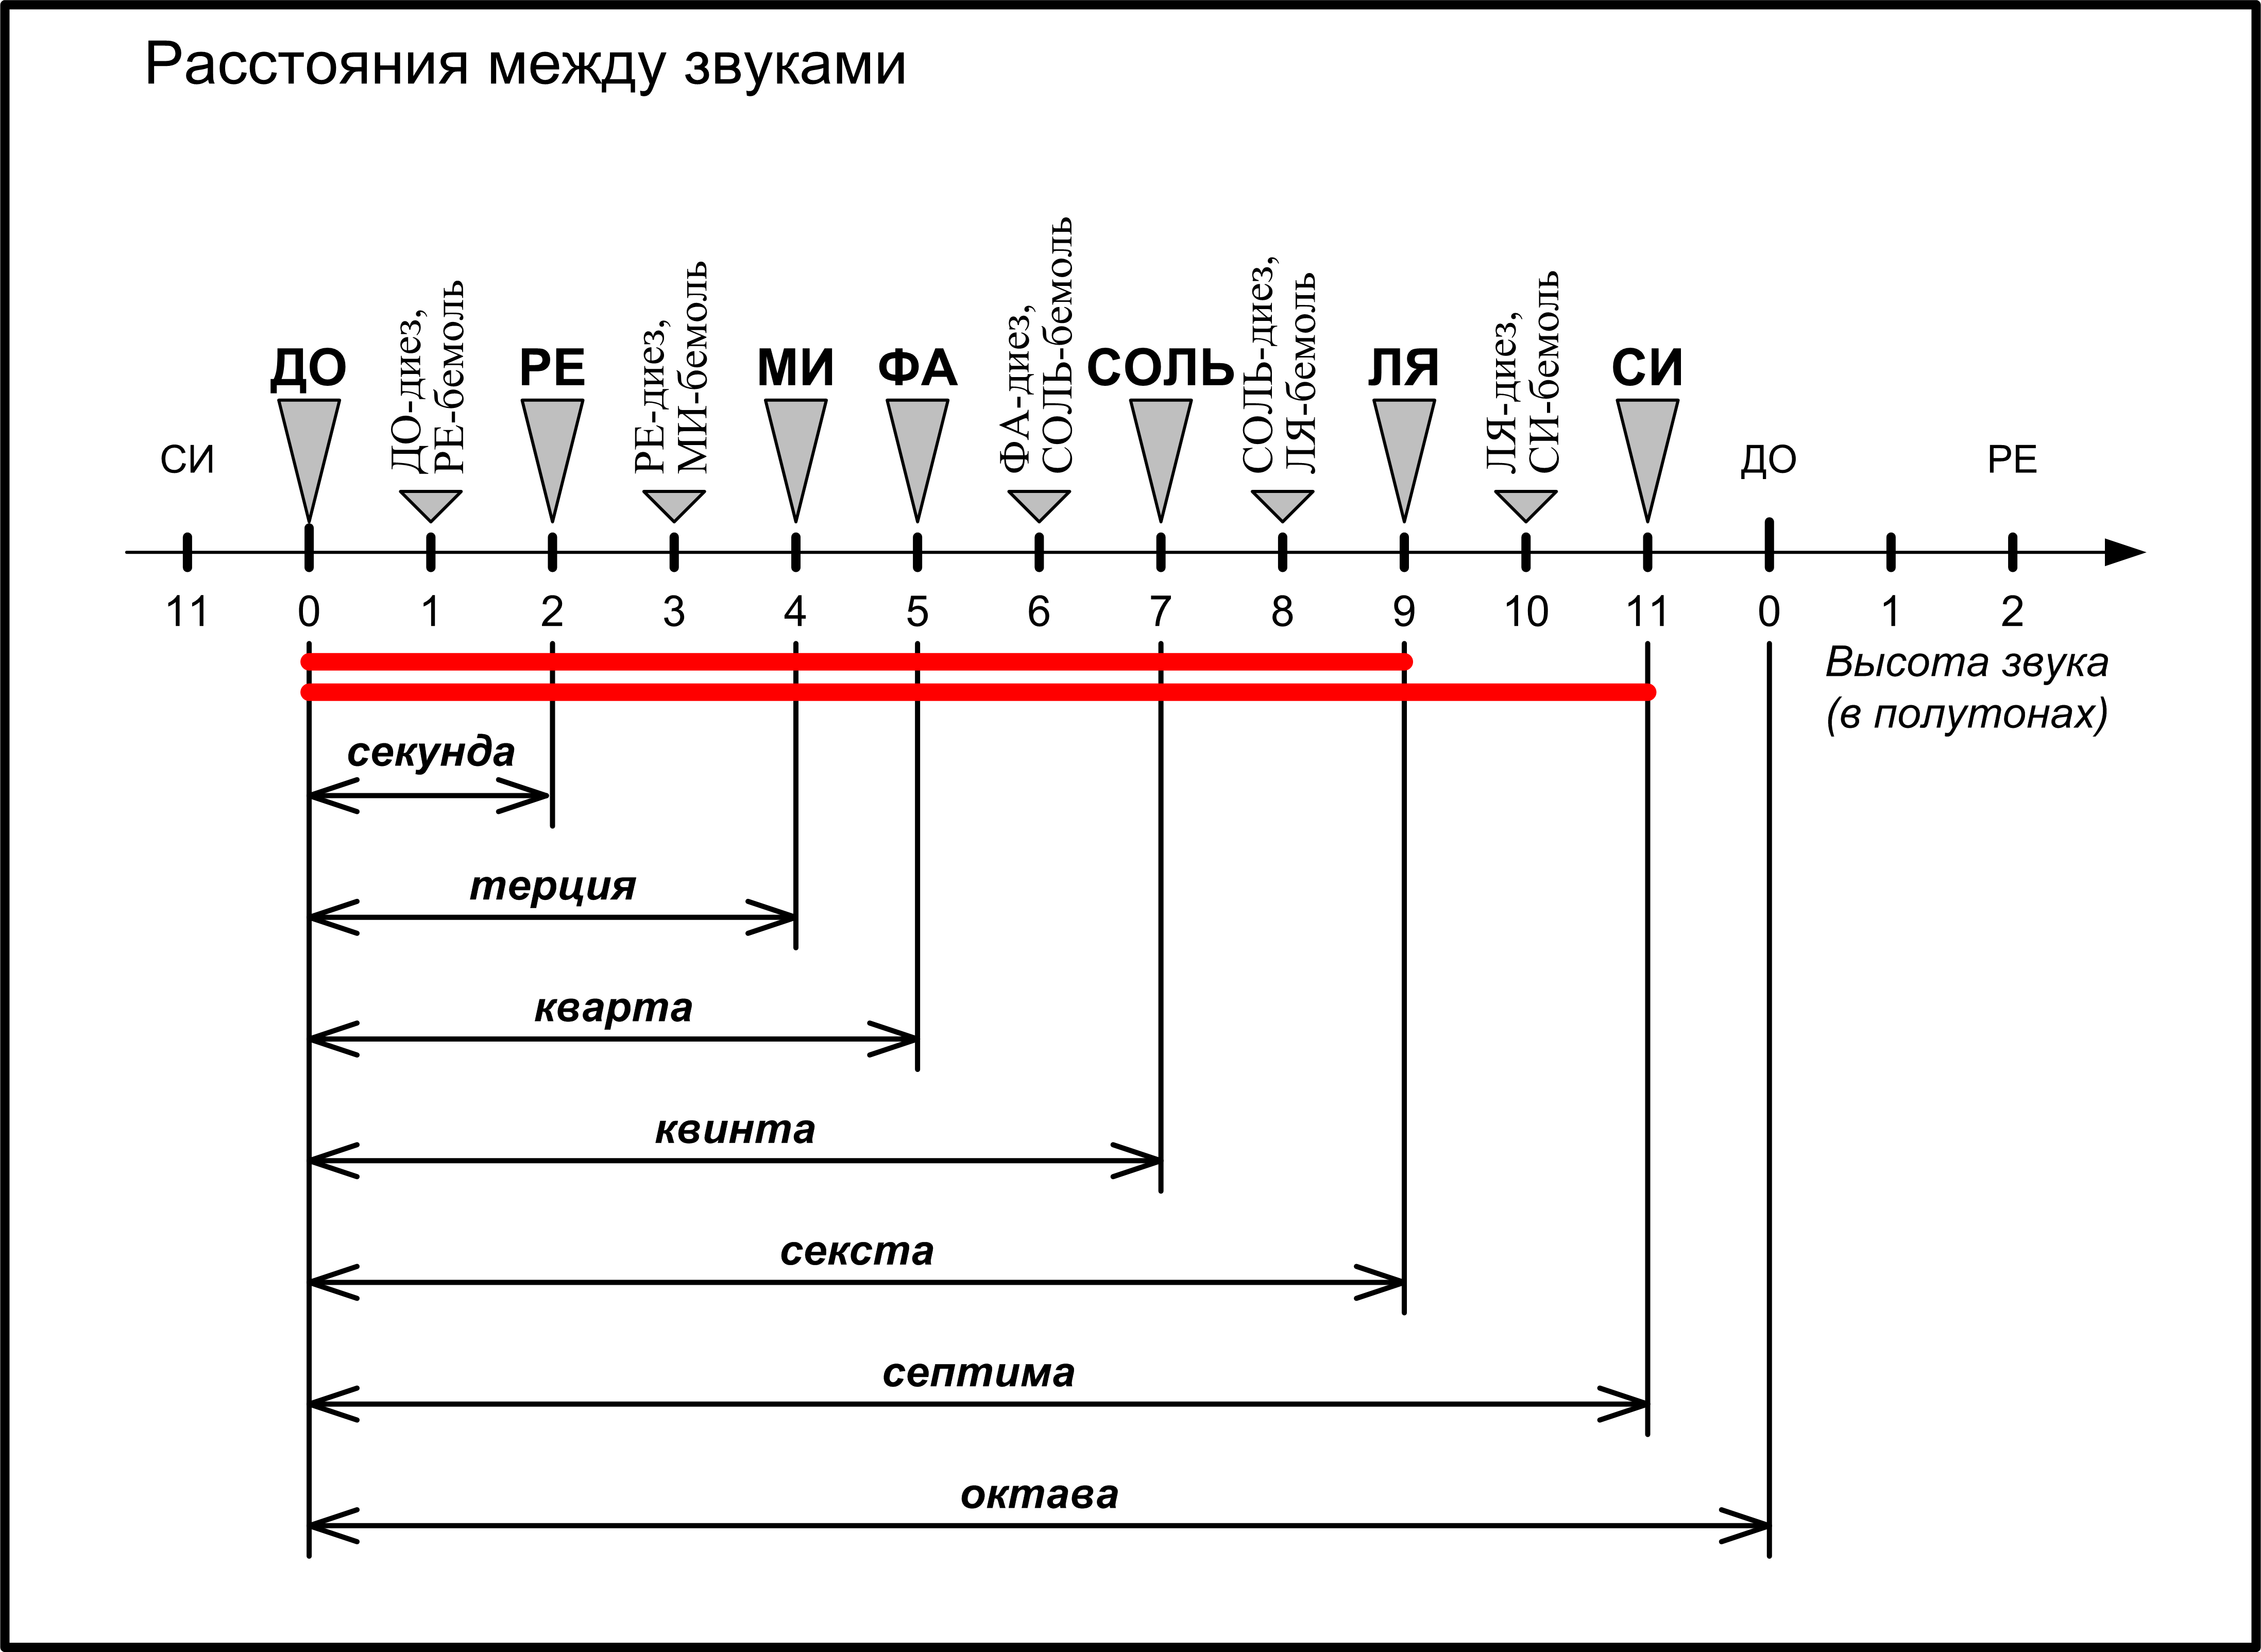 Расстояния между звуками
ДО
ДО-диез,
РЕ-бемоль
РЕ
РЕ-диез,
МИ-бемоль
МИ
ФА
ФА-диез,
СОЛЬ-бемоль
СОЛЬ
СОЛЬ-диез,
ЛЯ-бемоль
ЛЯ
ЛЯ-диез,
СИ-бемоль
СИ
СИ
ДО
РЕ
11 0 1 2 3 4 5 6 7 8 9 10 11 0 1 2
Высота звука
(в полутонах)
секунда
терция
кварта
квинта
секста
септима
октава